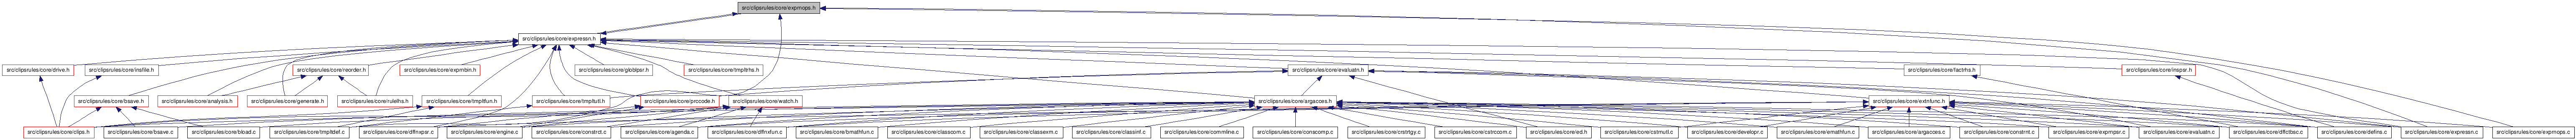 src/clipsrules/core/exprnops.h
src/clipsrules/core/expressn.h
src/clipsrules/core/drive.h
src/clipsrules/core/insfile.h
src/clipsrules/core/reorder.h
src/clipsrules/core/exprnbin.h
src/clipsrules/core/globlpsr.h
src/clipsrules/core/tmpltrhs.h
src/clipsrules/core/evaluatn.h
src/clipsrules/core/factrhs.h
src/clipsrules/core/inspsr.h
src/clipsrules/core/bsave.h
src/clipsrules/core/analysis.h
src/clipsrules/core/generate.h
src/clipsrules/core/rulelhs.h
src/clipsrules/core/tmpltfun.h
src/clipsrules/core/tmpltutl.h
src/clipsrules/core/prccode.h
src/clipsrules/core/watch.h
src/clipsrules/core/argacces.h
src/clipsrules/core/extnfunc.h
src/clipsrules/core/clips.h
src/clipsrules/core/bsave.c
src/clipsrules/core/bload.c
src/clipsrules/core/tmpltdef.c
src/clipsrules/core/dffnxpsr.c
src/clipsrules/core/engine.c
src/clipsrules/core/constrct.c
src/clipsrules/core/agenda.c
src/clipsrules/core/dffnxfun.c
src/clipsrules/core/bmathfun.c
src/clipsrules/core/classcom.c
src/clipsrules/core/classexm.c
src/clipsrules/core/classinf.c
src/clipsrules/core/commline.c
src/clipsrules/core/conscomp.c
src/clipsrules/core/cstrnrgy.c
src/clipsrules/core/cstrccom.c
src/clipsrules/core/ed.h
src/clipsrules/core/cstrnutl.c
src/clipsrules/core/developr.c
src/clipsrules/core/emathfun.c
src/clipsrules/core/argacces.c
src/clipsrules/core/constrnt.c
src/clipsrules/core/exprnpsr.c
src/clipsrules/core/evaluatn.c
src/clipsrules/core/dffctbsc.c
src/clipsrules/core/defins.c
src/clipsrules/core/expressn.c
src/clipsrules/core/exprnops.c